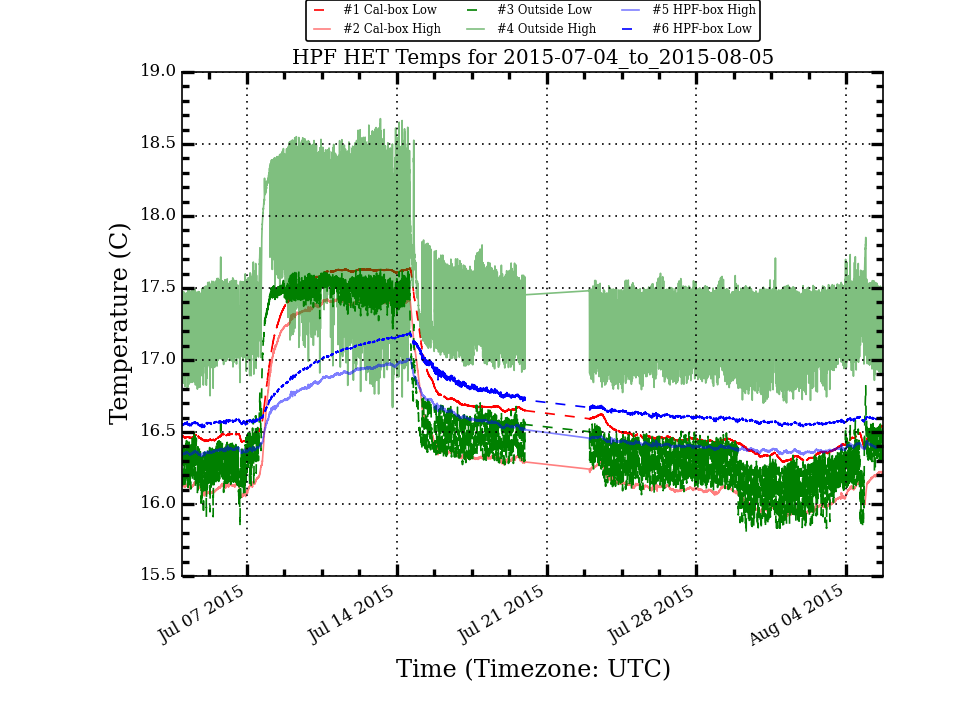 #1 Cal-box Low #3 Outside Low #5 HPF-box High
#2 Cal-box High #4 Outside High #6 HPF-box Low
HPF HET Temps for 2015-07-04_to_2015-08-05
19.0
18.5
18.0
17.5
17.0
16.5
16.0
15.5
Temperature (C)
Jul 07 2015 Jul 14 2015 Jul 21 2015 Jul 28 2015 Aug 04 2015
Time (Timezone: UTC)